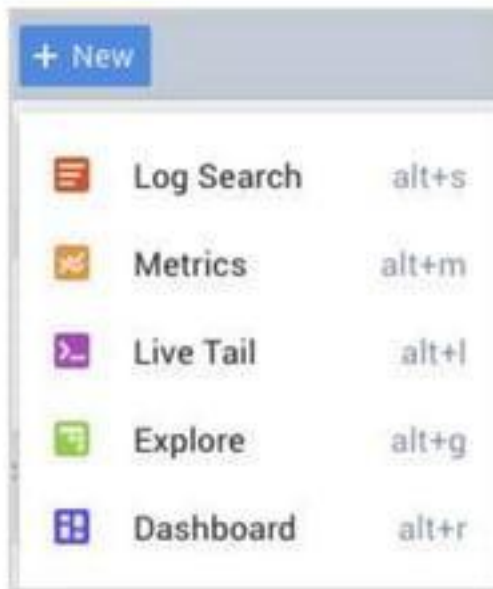 + New
Log Search alt+s
Metrics alt+m
Live Tail alt+l
Explore alt+g
Dashboard alt+r